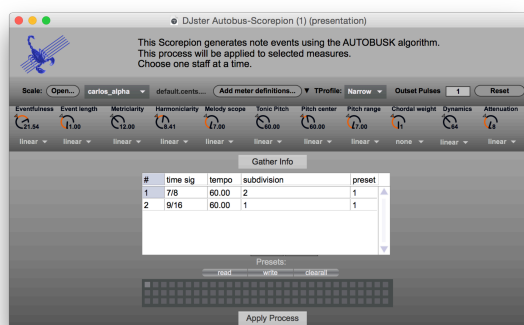 DJster Autobus-Scorepion (1) (presentation)
This Scorepion generates note events using the AUTOBUSK algorithm.
This process will be applied to selected measures.
Choose one staff at a time.
Scale: Open... carlos_alpha default.cents.... Add meter definitions... ▼ TProfile: Narrow Outset Pulses 1 Reset
Eventfulness Event length Metriclarity Harmoniclarity Melody scope Tonic Pitch Pitch center Pitch range Chordal weight Dynamics Attenuation
21.54 1.00 12.00 8.41 7.00 60.00 60.00 7.00 1 64 8
linear linear linear linear linear linear linear linear none linear linear
Gather Info
# time sig tempo subdivision preset
1 7/8 60.00 2 1
2 9/16 60.00 1 1
Presets:
read write clearall
Apply Process